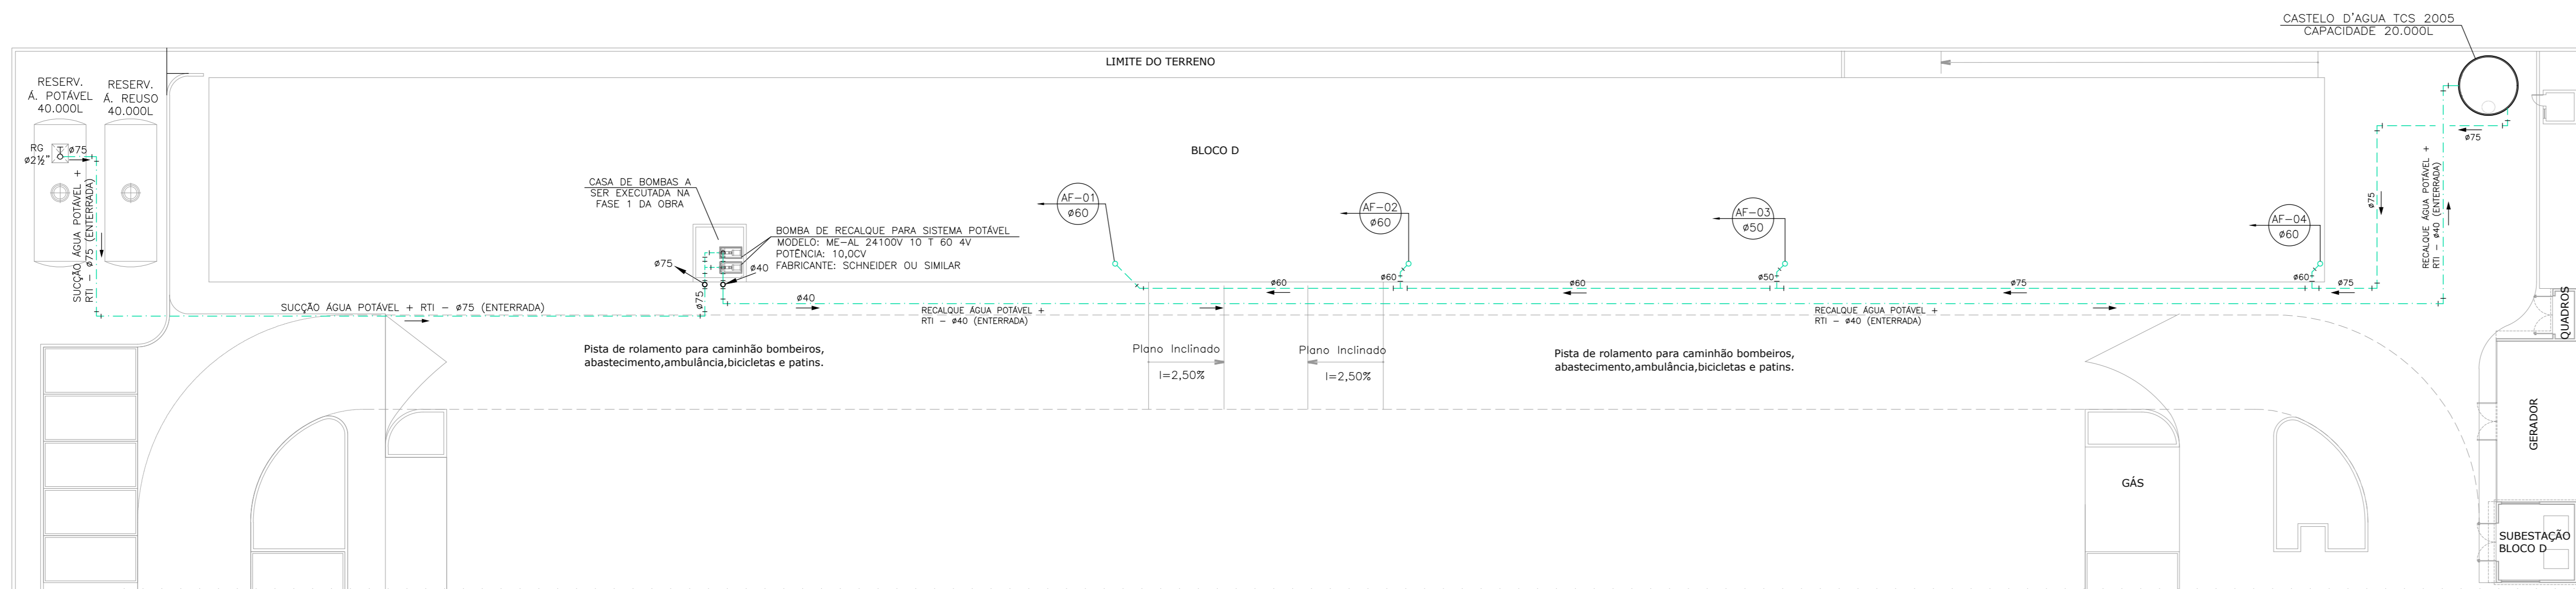 CASTELO D'AGUA TCS 2005
CAPACIDADE 20.000L
LIMITE DO TERRENO
RESERV.
Á. POTÁVEL
40.000L
RESERV.
Á. REUSO
40.000L
RG
ø2½"
ø75
SUCÇÃO ÁGUA POTÁVEL +
RTI – ø75 (ENTERRADA)
BLOCO D
CASA DE BOMBAS A
SER EXECUTADA NA
FASE 1 DA OBRA
BOMBA DE RECALQUE PARA SISTEMA POTÁVEL
MODELO: ME-AL 24100V 10 T 60 4V
POTÊNCIA: 10,0CV
FABRICANTE: SCHNEIDER OU SIMILAR
ø75
ø40
ø75
AF-01
ø60
AF-02
ø60
AF-03
ø50
AF-04
ø60
ø75
ø75
RECALQUE ÁGUA POTÁVEL +
RTI – ø40 (ENTERRADA)
ø60
ø60
ø60
ø50
ø75
ø60
ø75
SUCÇÃO ÁGUA POTÁVEL + RTI – ø75 (ENTERRADA)
ø40
RECALQUE ÁGUA POTÁVEL +
RTI – ø40 (ENTERRADA)
RECALQUE ÁGUA POTÁVEL +
RTI – ø40 (ENTERRADA)
QUADROS
Pista de rolamento para caminhão bombeiros,
abastecimento,ambulância,bicicletas e patins.
Plano Inclinado
I=2,50%
Plano Inclinado
I=2,50%
Pista de rolamento para caminhão bombeiros,
abastecimento,ambulância,bicicletas e patins.
GERADOR
GÁS
SUBESTAÇÃO
BLOCO D